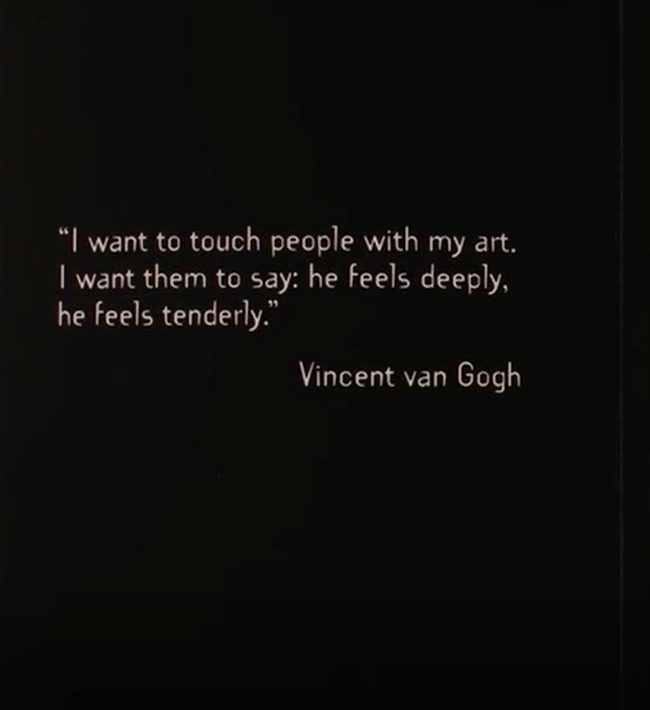 “I want to touch people with my art.
I want them to say: he feels deeply,
he feels tenderly.”
Vincent van Gogh